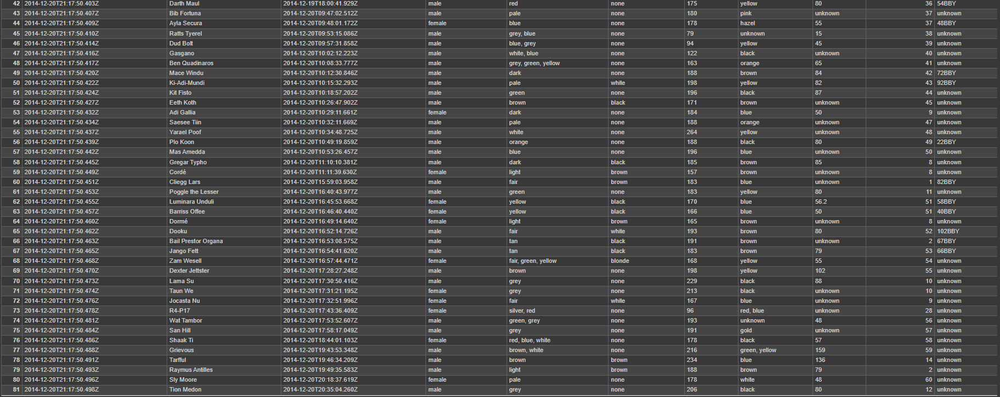 42 2014-12-20T21:17:50.403Z Darth Maul 2014-12-19T18:00:41.929Z male red none 175 yellow 80 36 54BBY
43 2014-12-20T21:17:50.407Z Bib Fortuna 2014-12-20T09:47:02.512Z male pale none 180 pink unknown 37 unknown
44 2014-12-20T21:17:50.409Z Ayla Secura 2014-12-20T09:48:01.172Z female blue none 178 hazel 55 37 48BBY
45 2014-12-20T21:17:50.410Z Ratts Tyerel 2014-12-20T09:53:15.086Z male grey, blue none 79 unknown 15 38 unknown
46 2014-12-20T21:17:50.414Z Dud Bolt 2014-12-20T09:57:31.858Z male blue, grey none 94 yellow 45 39 unknown
47 2014-12-20T21:17:50.416Z Gasgano 2014-12-20T10:02:12.223Z male white, blue none 122 black unknown 40 unknown
48 2014-12-20T21:17:50.417Z Ben Quadinaros 2014-12-20T10:08:33.777Z male grey, green, yellow none 163 orange 65 41 unknown
49 2014-12-20T21:17:50.420Z Mace Windu 2014-12-20T10:12:30.846Z male dark none 188 brown 84 42 72BBY
50 2014-12-20T21:17:50.422Z Ki-Adi-Mundi 2014-12-20T10:15:32.293Z male pale white 198 yellow 82 43 92BBY
51 2014-12-20T21:17:50.424Z Kit Fisto 2014-12-20T10:18:57.202Z male green none 196 black 87 44 unknown
52 2014-12-20T21:17:50.427Z Eeth Koth 2014-12-20T10:26:47.902Z male brown black 171 brown unknown 45 unknown
53 2014-12-20T21:17:50.432Z Adi Gallia 2014-12-20T10:29:11.661Z female dark none 184 blue 50 9 unknown
54 2014-12-20T21:17:50.434Z Saesee Tiin 2014-12-20T10:32:11.669Z male pale none 188 orange unknown 47 unknown
55 2014-12-20T21:17:50.437Z Yarael Poof 2014-12-20T10:34:48.725Z male white none 264 yellow unknown 48 unknown
56 2014-12-20T21:17:50.439Z Plo Koon 2014-12-20T10:49:19.859Z male orange none 188 black 80 49 22BBY
57 2014-12-20T21:17:50.442Z Mas Amedda 2014-12-20T10:53:26.457Z male blue none 196 blue unknown 50 unknown
58 2014-12-20T21:17:50.445Z Gregar Typho 2014-12-20T11:10:10.381Z male dark black 185 brown 85 8 unknown
59 2014-12-20T21:17:50.449Z Cordé 2014-12-20T11:11:39.630Z female light brown 157 brown unknown 8 unknown
60 2014-12-20T21:17:50.451Z Cliegg Lars 2014-12-20T15:59:03.958Z male fair brown 183 blue unknown 1 82BBY
61 2014-12-20T21:17:50.453Z Poggle the Lesser 2014-12-20T16:40:43.977Z male green none 183 yellow 80 11 unknown
62 2014-12-20T21:17:50.455Z Luminara Unduli 2014-12-20T16:45:53.668Z female yellow black 170 blue 56.2 51 58BBY
63 2014-12-20T21:17:50.457Z Barriss Offee 2014-12-20T16:46:40.440Z female yellow black 166 blue 50 51 40BBY
64 2014-12-20T21:17:50.460Z Dormé 2014-12-20T16:49:14.640Z female light brown 165 brown unknown 8 unknown
65 2014-12-20T21:17:50.462Z Dooku 2014-12-20T16:52:14.726Z male fair white 193 brown 80 52 102BBY
66 2014-12-20T21:17:50.463Z Bail Prestor Organa 2014-12-20T16:53:08.575Z male tan black 191 brown unknown 2 67BBY
67 2014-12-20T21:17:50.465Z Jango Fett 2014-12-20T16:54:41.620Z male tan black 183 brown 79 53 66BBY
68 2014-12-20T21:17:50.468Z Zam Wesell 2014-12-20T16:57:44.471Z female fair, green, yellow blonde 168 yellow 55 54 unknown
69 2014-12-20T21:17:50.470Z Dexter Jettster 2014-12-20T17:28:27.248Z male brown none 198 yellow 102 55 unknown
70 2014-12-20T21:17:50.473Z Lama Su 2014-12-20T17:30:50.416Z male grey none 229 black 88 10 unknown
71 2014-12-20T21:17:50.474Z Taun We 2014-12-20T17:31:21.195Z female grey none 213 black unknown 10 unknown
72 2014-12-20T21:17:50.476Z Jocasta Nu 2014-12-20T17:32:51.996Z female fair white 167 blue unknown 9 unknown
73 2014-12-20T21:17:50.478Z R4-P17 2014-12-20T17:43:36.409Z female silver, red none 96 red, blue unknown 28 unknown
74 2014-12-20T21:17:50.481Z Wat Tambor 2014-12-20T17:53:52.607Z male green, grey none 193 unknown 48 56 unknown
75 2014-12-20T21:17:50.484Z San Hill 2014-12-20T17:58:17.049Z male grey none 191 gold unknown 57 unknown
76 2014-12-20T21:17:50.486Z Shaak Ti 2014-12-20T18:44:01.103Z female red, blue, white none 178 black 57 58 unknown
77 2014-12-20T21:17:50.488Z Grievous 2014-12-20T19:43:53.348Z male brown, white none 216 green, yellow 159 59 unknown
78 2014-12-20T21:17:50.491Z Tarfful 2014-12-20T19:46:34.209Z male brown brown 234 blue 136 14 unknown
79 2014-12-20T21:17:50.493Z Raymus Antilles 2014-12-20T19:49:35.583Z male light brown 188 brown 79 2 unknown
80 2014-12-20T21:17:50.496Z Sly Moore 2014-12-20T20:18:37.619Z female pale none 178 white 48 60 unknown
81 2014-12-20T21:17:50.498Z Tion Medon 2014-12-20T20:35:04.260Z male grey none 206 black 80 12 unknown